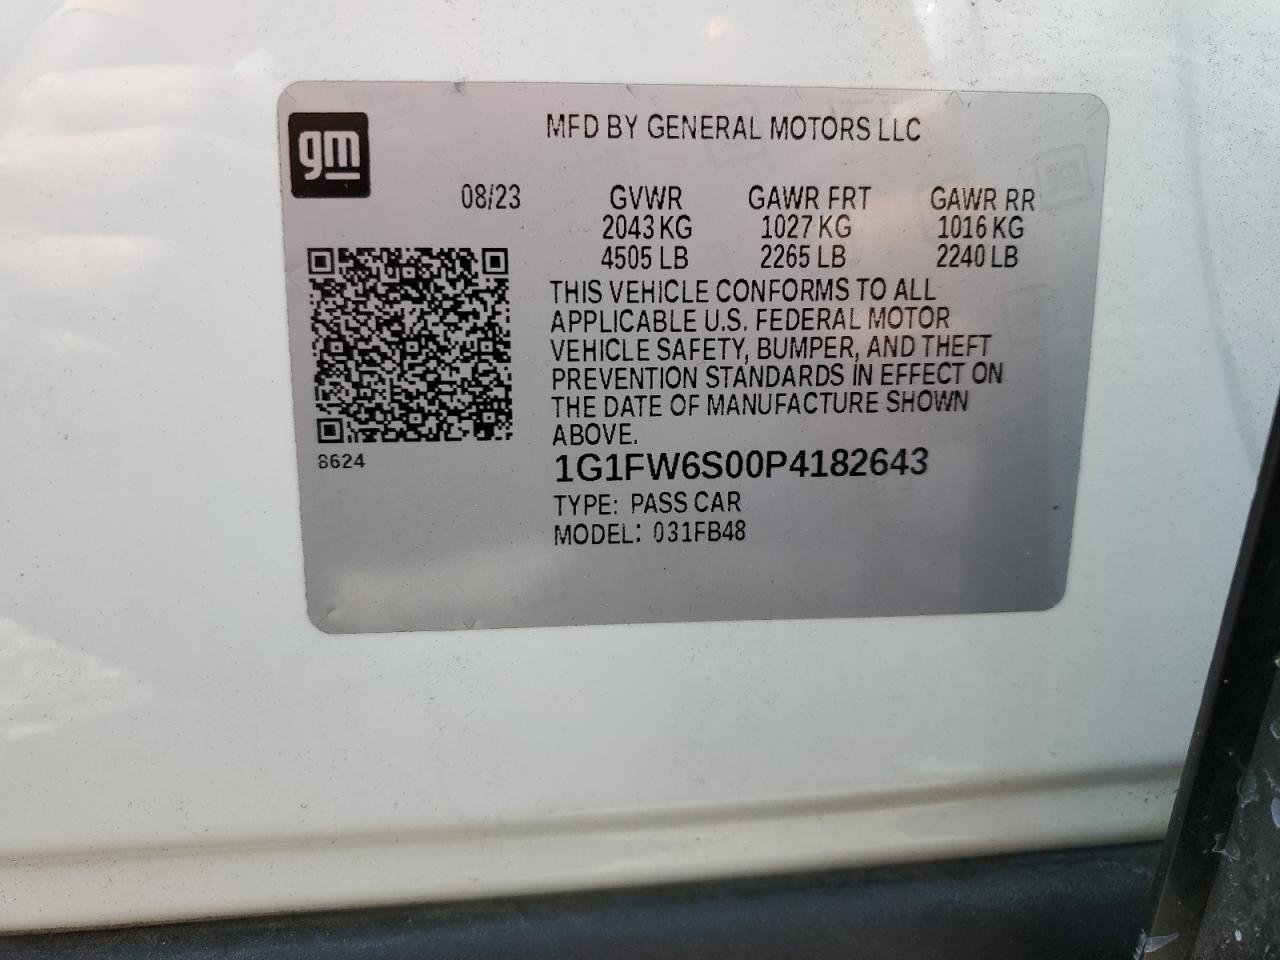 gm
MFD BY GENERAL MOTORS LLC
08/23 GVWR GAWR FRT GAWR RR
2043 KG 1027 KG 1016 KG
4505 LB 2265 LB 2240 LB
THIS VEHICLE CONFORMS TO ALL
APPLICABLE U.S. FEDERAL MOTOR
VEHICLE SAFETY, BUMPER, AND THEFT
PREVENTION STANDARDS IN EFFECT ON
THE DATE OF MANUFACTURE SHOWN
ABOVE.
8624
1G1FW6S00P4182643
TYPE: PASS CAR
MODEL: 031FB48